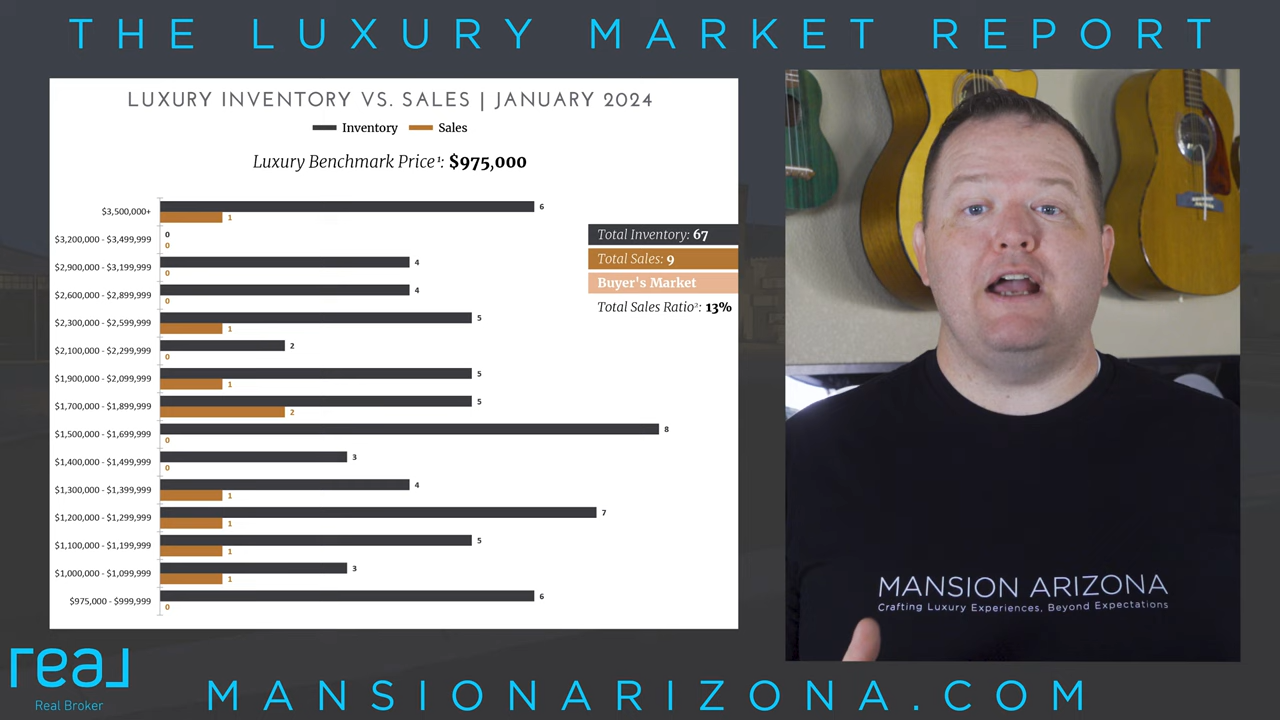 THE LUXURY MARKET REPORT
LUXURY INVENTORY VS. SALES | JANUARY 2024
Inventory Sales
Luxury Benchmark Price¹: $975,000
$3,500,000+ 6
1
$3,200,000 - $3,499,999 0
0
$2,900,000 - $3,199,999 4
0
$2,600,000 - $2,899,999 4
0
$2,300,000 - $2,599,999 5
1
$2,100,000 - $2,299,999 2
0
$1,900,000 - $2,099,999 5
1
$1,700,000 - $1,899,999 5
2
$1,500,000 - $1,699,999 8
0
$1,400,000 - $1,499,999 3
0
$1,300,000 - $1,399,999 4
1
$1,200,000 - $1,299,999 7
1
$1,100,000 - $1,199,999 5
1
$1,000,000 - $1,099,999 3
1
$975,000 - $999,999 6
0
Total Inventory: 67
Total Sales: 9
Buyer's Market
Total Sales Ratio²: 13%
MANSION ARIZONA
Crafting Luxury Experiences, Beyond Expectations
real
Real Broker
MANSIONARIZONA.COM